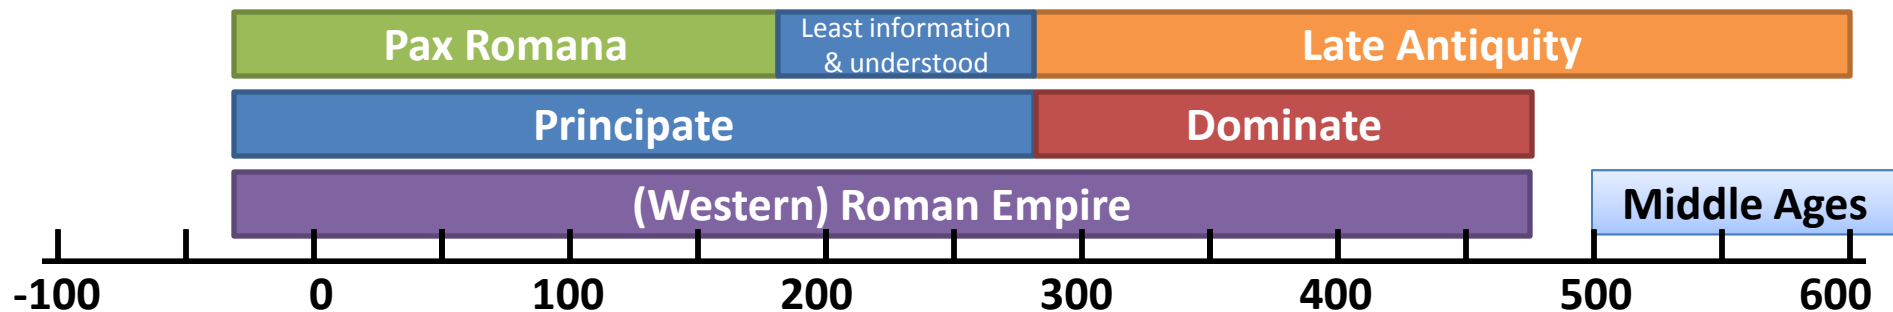 Pax Romana
Least information
& understood
Late Antiquity
Principate
Dominate
(Western) Roman Empire
Middle Ages
-100 0 100 200 300 400 500 600